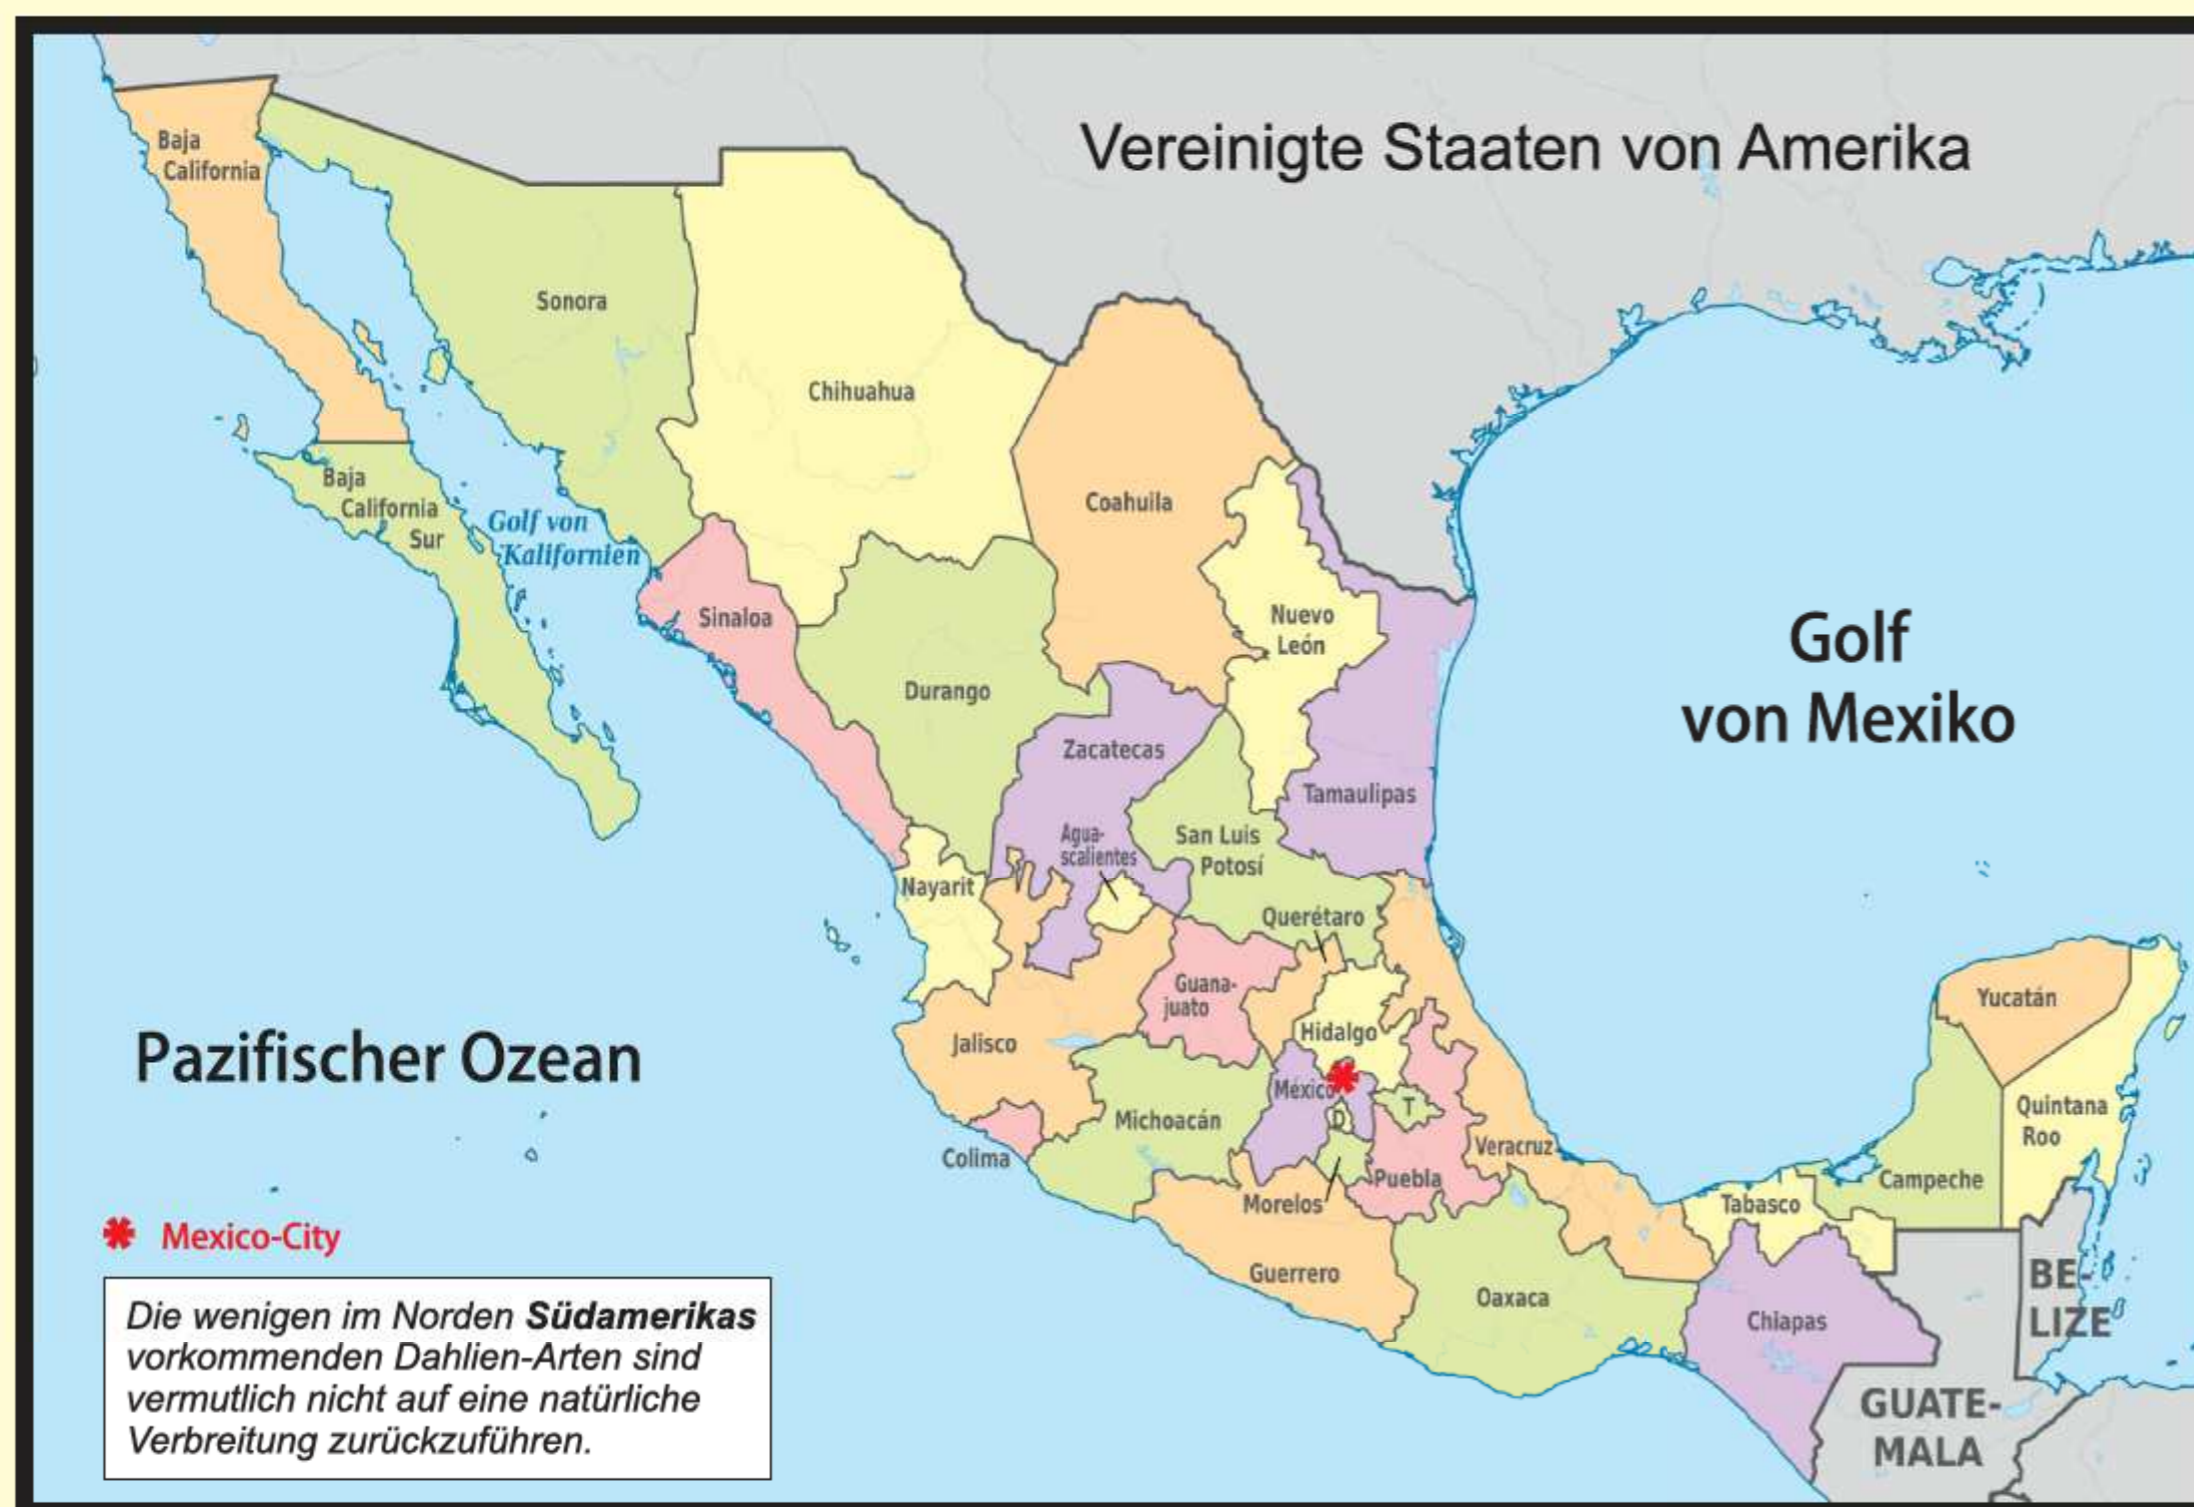 Vereinigte Staaten von Amerika
Baja
California
Sonora
Chihuahua
Coahuila
Baja
California
Sur
Golf von
Kalifornien
Sinaloa
Nuevo
León
Golf
von Mexiko
Durango
Zacatecas
Tamaulipas
Agua-
scalientes
San Luis
Potosí
Nayarit
Querétaro
Guana-
juato
Yucatán
Hidalgo
Jalisco
Pazifischer Ozean
México
D
T
Quintana
Roo
Michoacán
Veracruz
Colima
Puebla
Campeche
Morelos
Tabasco
Mexico-City
Guerrero
Oaxaca
Chiapas
BE-
LIZE
GUATE-
MALA
Die wenigen im Norden Südamerikas
vorkommenden Dahlien-Arten sind
vermutlich nicht auf eine natürliche
Verbreitung zurückzuführen.